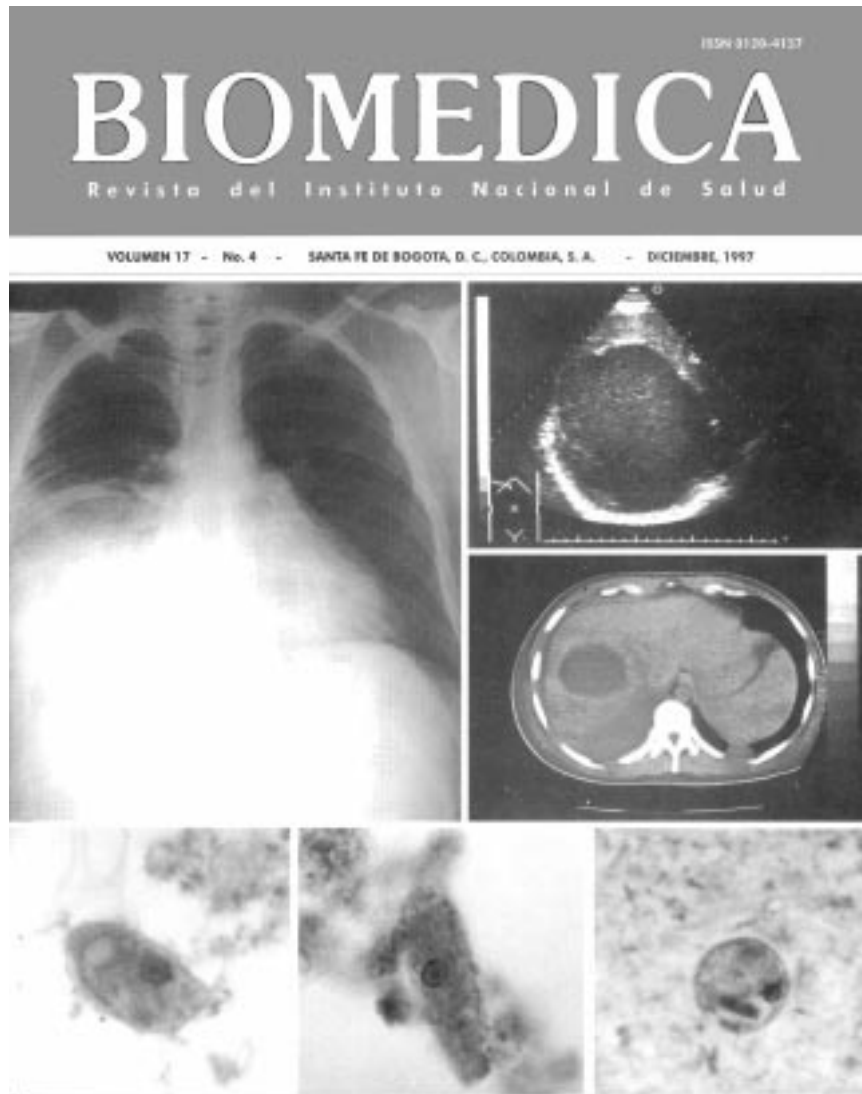 ISSN 0120-4157
BIOMEDICA
Revista del Instituto Nacional de Salud
VOLUMEN 17 - No. 4 - SANTA FE DE BOGOTA, D. C., COLOMBIA, S. A. - DICIEMBRE, 1997